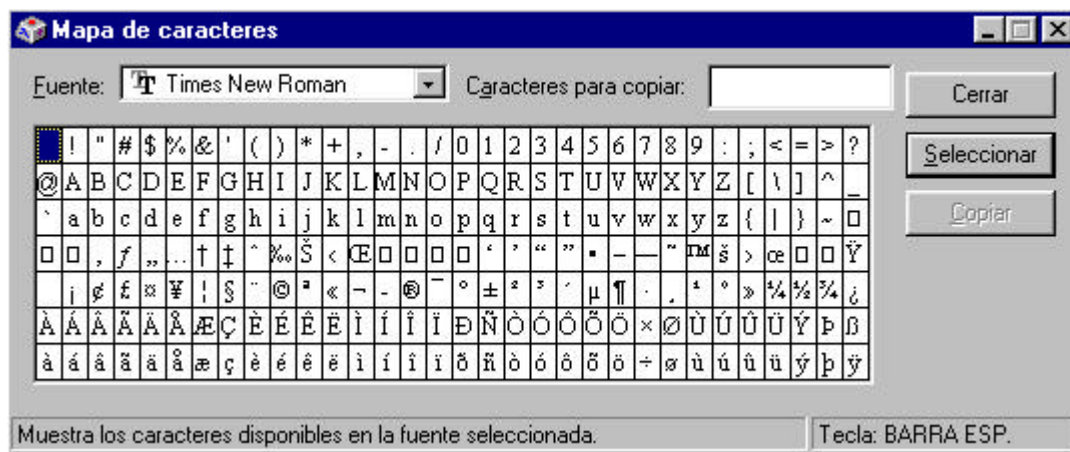 Mapa de caracteres
Fuente: Times New Roman Caracteres para copiar:
Cerrar
Seleccionar
Copiar
! " # $ % & ' ( ) * + , - . / 0 1 2 3 4 5 6 7 8 9 : ; < = > ?
@ A B C D E F G H I J K L M N O P Q R S T U V W X Y Z [ \ ] ^ _
` a b c d e f g h i j k l m n o p q r s t u v w x y z { | } ~ □
□ □ ‚ ƒ „ … † ‡ ˆ ‰ Š ‹ Œ □ □ □ □ ‘ ’ “ ” • – — ˜ ™ š › œ □ □ Ÿ
¡ ¢ £ ¤ ¥ ¦ § ¨ © ª « ¬ - ® ¯ ° ± ² ³ ´ µ ¶ · ¸ ¹ º » ¼ ½ ¾ ¿
À Á Â Ã Ä Å Æ Ç È É Ê Ë Ì Í Î Ï Ð Ñ Ò Ó Ô Õ Ö × Ø Ù Ú Û Ü Ý Þ ß
à á â ã ä å æ ç è é ê ë ì í î ï ð ñ ò ó ô õ ö ÷ ø ù ú û ü ý þ ÿ
Muestra los caracteres disponibles en la fuente seleccionada. Tecla: BARRA ESP.